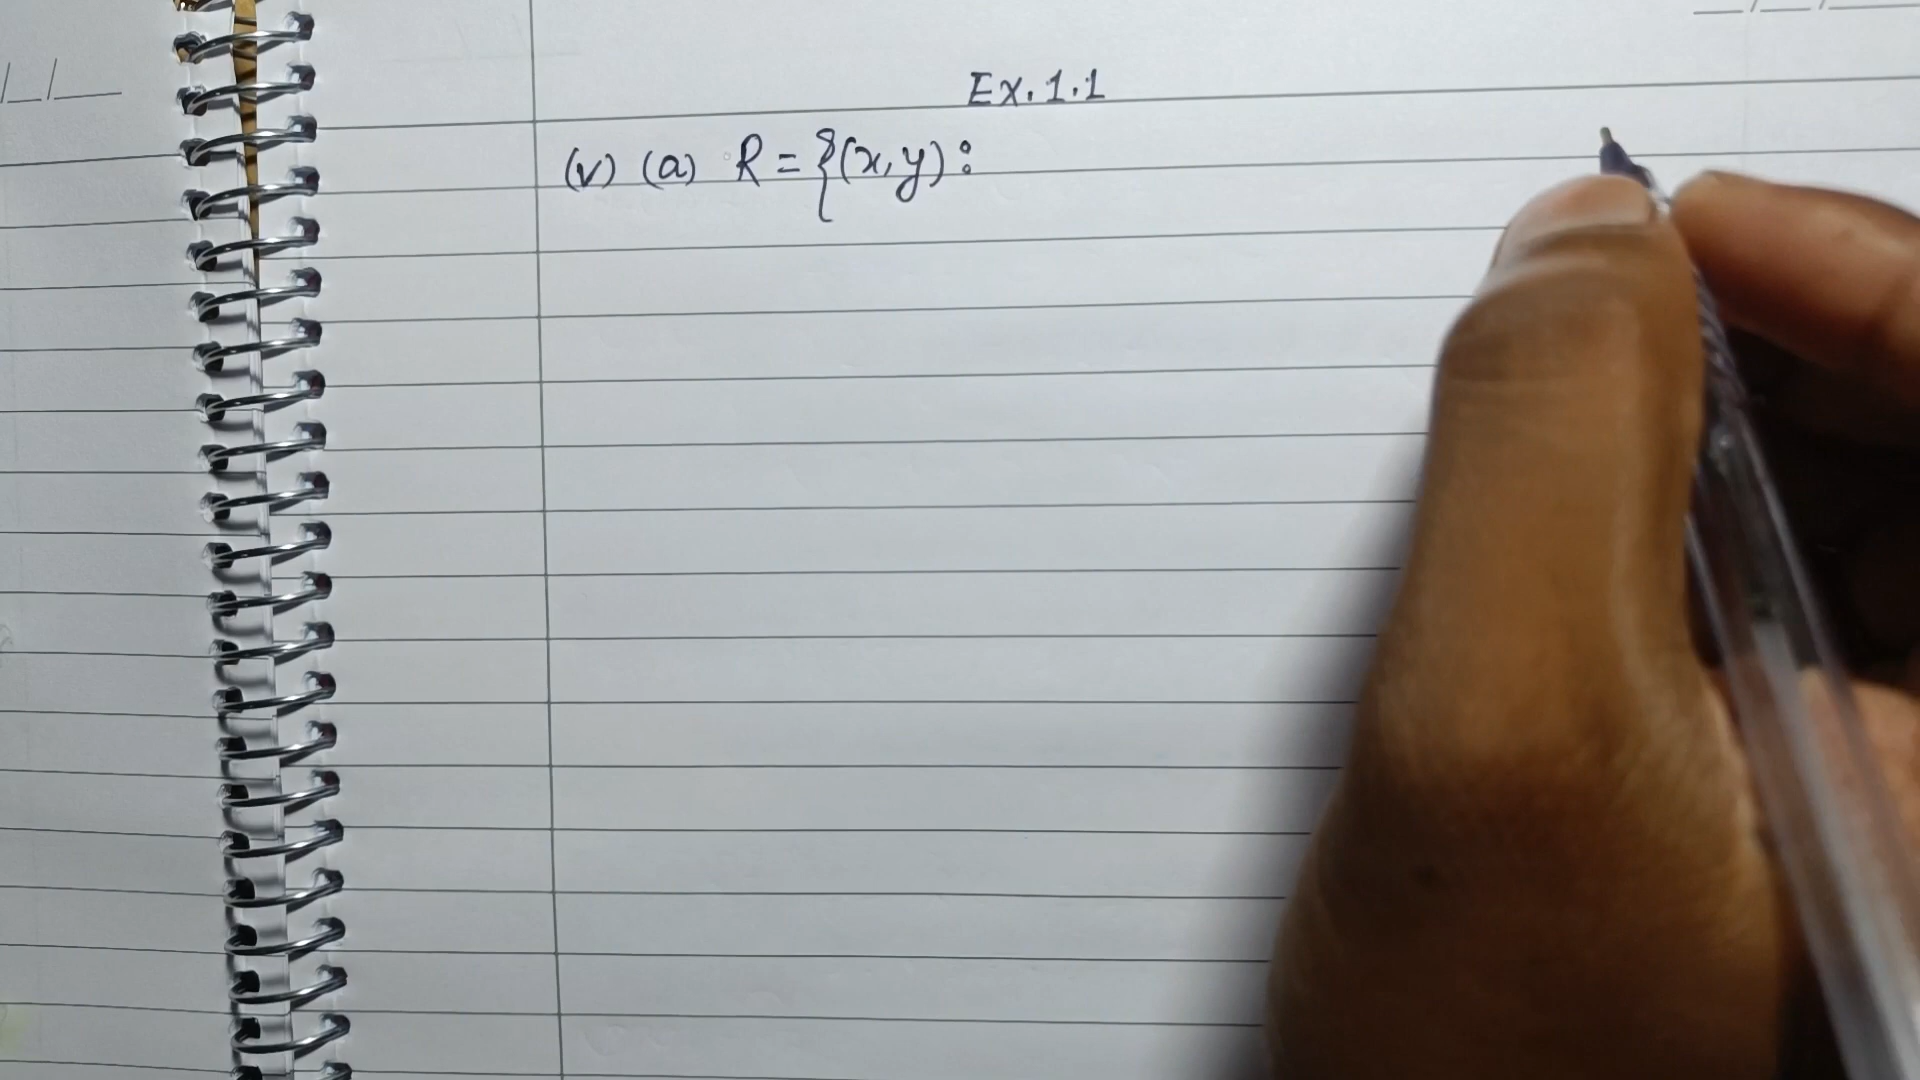 Ex. 1.1
(v) (a) R = {(x, y) :